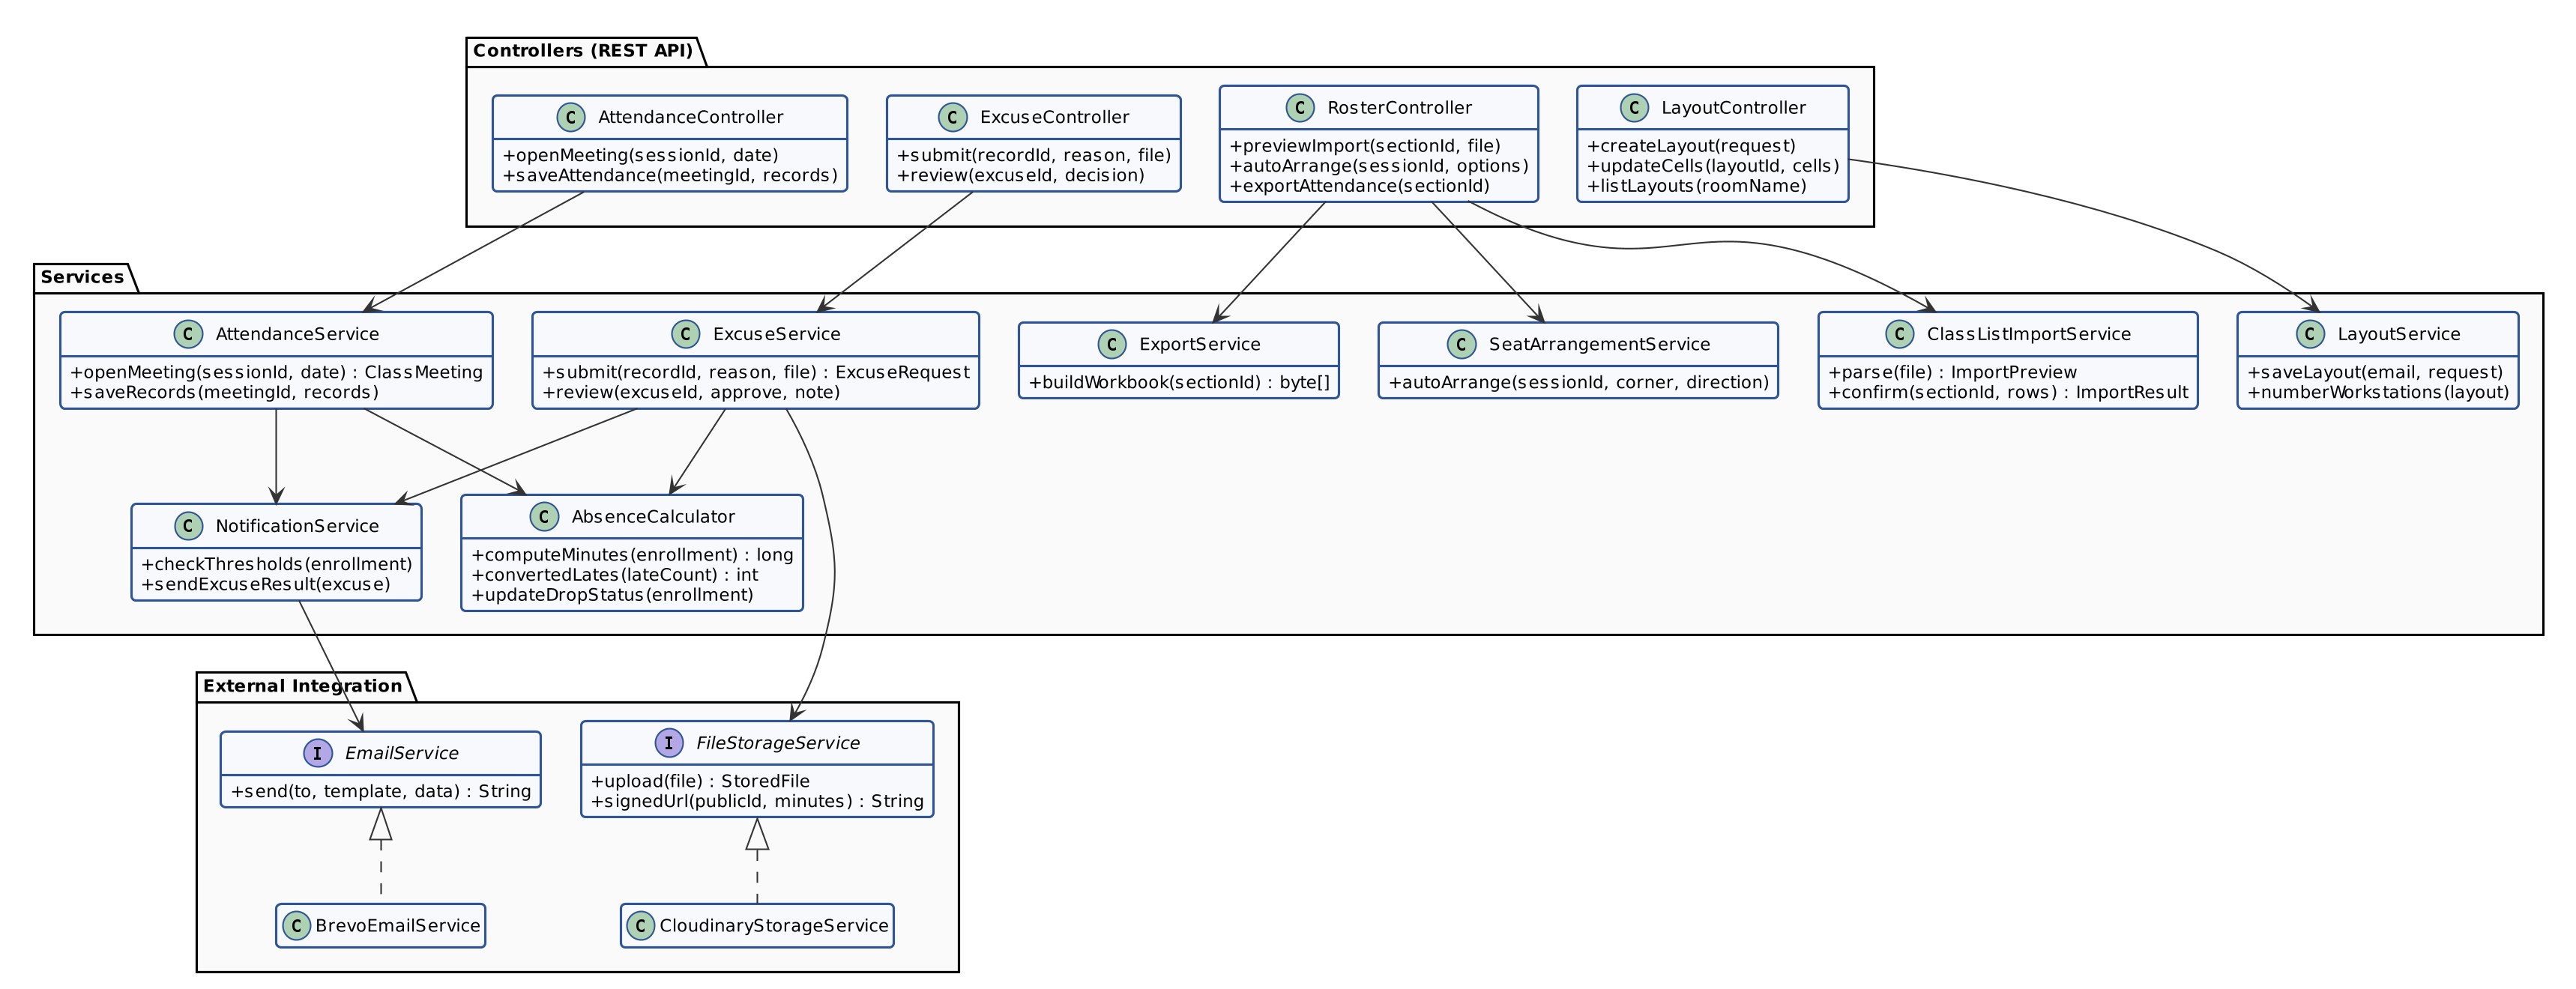 Controllers (REST API)
C AttendanceController
+openMeeting(sessionId, date)
+saveAttendance(meetingId, records)
C ExcuseController
+submit(recordId, reason, file)
+review(excuseId, decision)
C RosterController
+previewImport(sectionId, file)
+autoArrange(sessionId, options)
+exportAttendance(sectionId)
C LayoutController
+createLayout(request)
+updateCells(layoutId, cells)
+listLayouts(roomName)
Services
C AttendanceService
+openMeeting(sessionId, date) : ClassMeeting
+saveRecords(meetingId, records)
C ExcuseService
+submit(recordId, reason, file) : ExcuseRequest
+review(excuseId, approve, note)
C ExportService
+buildWorkbook(sectionId) : byte[]
C SeatArrangementService
+autoArrange(sessionId, corner, direction)
C ClassListImportService
+parse(file) : ImportPreview
+confirm(sectionId, rows) : ImportResult
C LayoutService
+saveLayout(email, request)
+numberWorkstations(layout)
C NotificationService
+checkThresholds(enrollment)
+sendExcuseResult(excuse)
C AbsenceCalculator
+computeMinutes(enrollment) : long
+convertedLates(lateCount) : int
+updateDropStatus(enrollment)
External Integration
I EmailService
+send(to, template, data) : String
I FileStorageService
+upload(file) : StoredFile
+signedUrl(publicId, minutes) : String
C BrevoEmailService
C CloudinaryStorageService